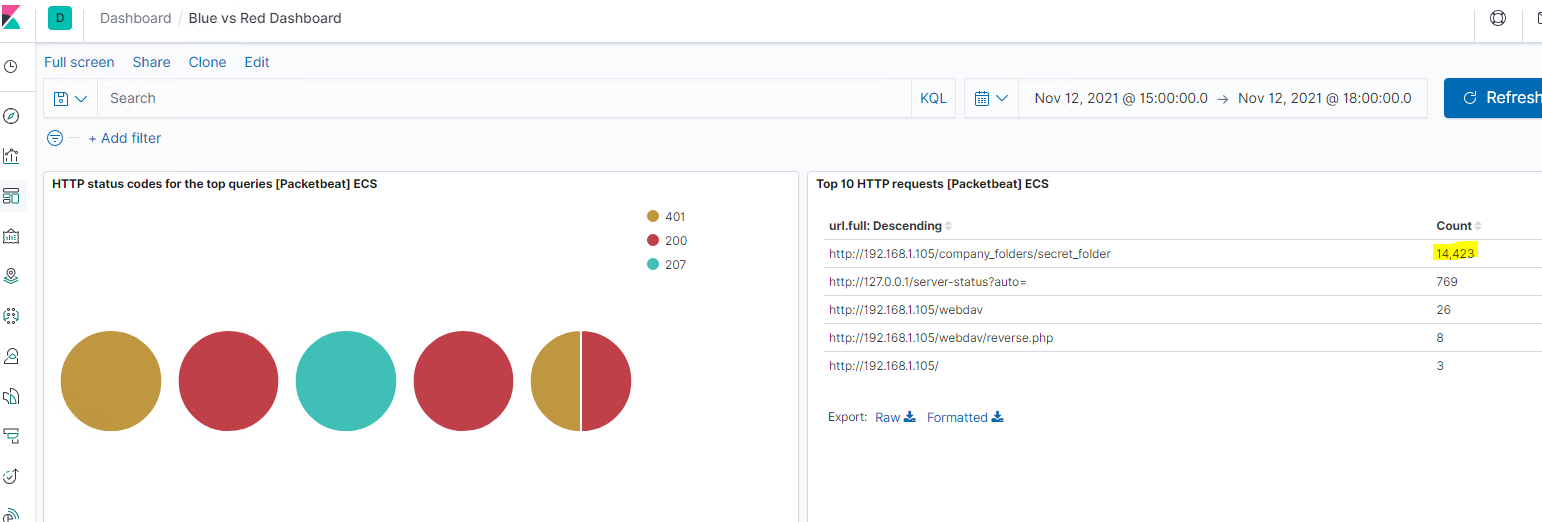 D Dashboard / Blue vs Red Dashboard
Full screen Share Clone Edit
Search KQL Nov 12, 2021 @ 15:00:00.0 → Nov 12, 2021 @ 18:00:00.0 Refresh
+ Add filter
HTTP status codes for the top queries [Packetbeat] ECS
401
200
207
Top 10 HTTP requests [Packetbeat] ECS
url.full: Descending Count
http://192.168.1.105/company_folders/secret_folder 14,423
http://127.0.0.1/server-status?auto= 769
http://192.168.1.105/webdav 26
http://192.168.1.105/webdav/reverse.php 8
http://192.168.1.105/ 3
Export: Raw Formatted